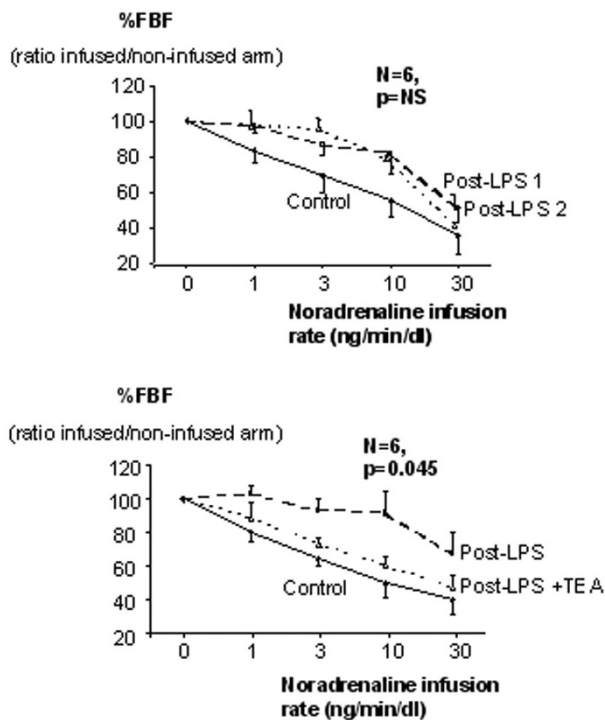 %FBF
(ratio infused/non-infused arm)
N=6,
p=NS
120
100
80
60
40
20
Post-LPS 1
Post-LPS 2
Control
0 1 3 10 30
Noradrenaline infusion
rate (ng/min/dl)
%FBF
(ratio infused/non-infused arm)
N=6,
p=0.045
120
100
80
60
40
20
Post-LPS
Post-LPS +TEA
Control
0 1 3 10 30
Noradrenaline infusion
rate (ng/min/dl)